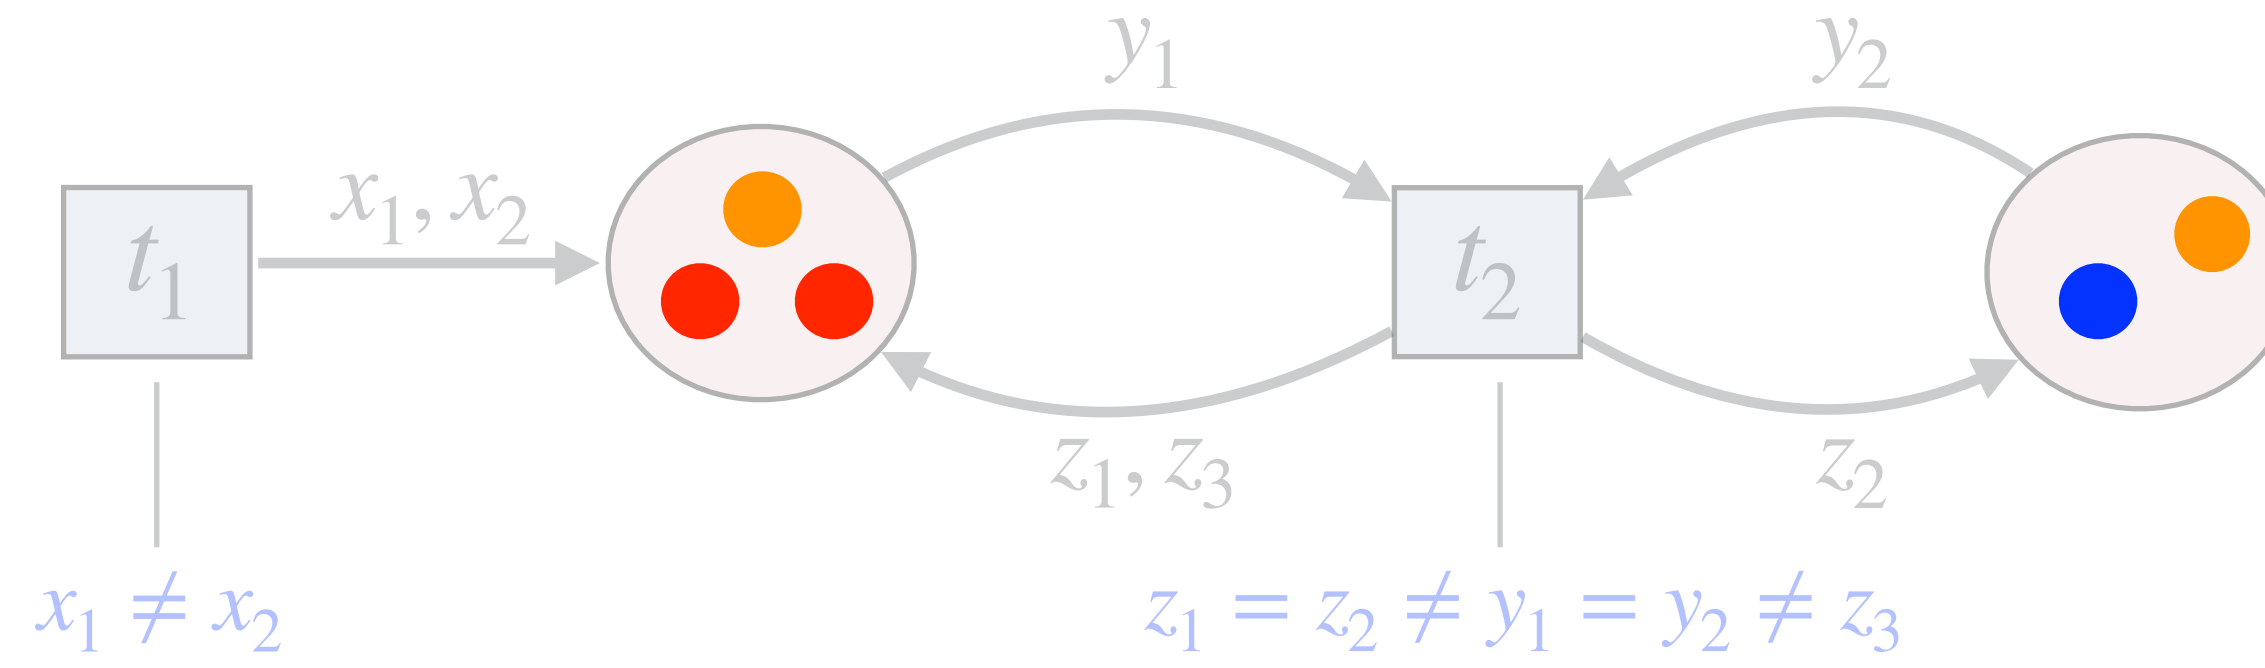 y₁
y₂
x₁, x₂
t₁
t₂
z₁, z₃
z₂
x₁ ≠ x₂
z₁ = z₂ ≠ y₁ = y₂ ≠ z₃